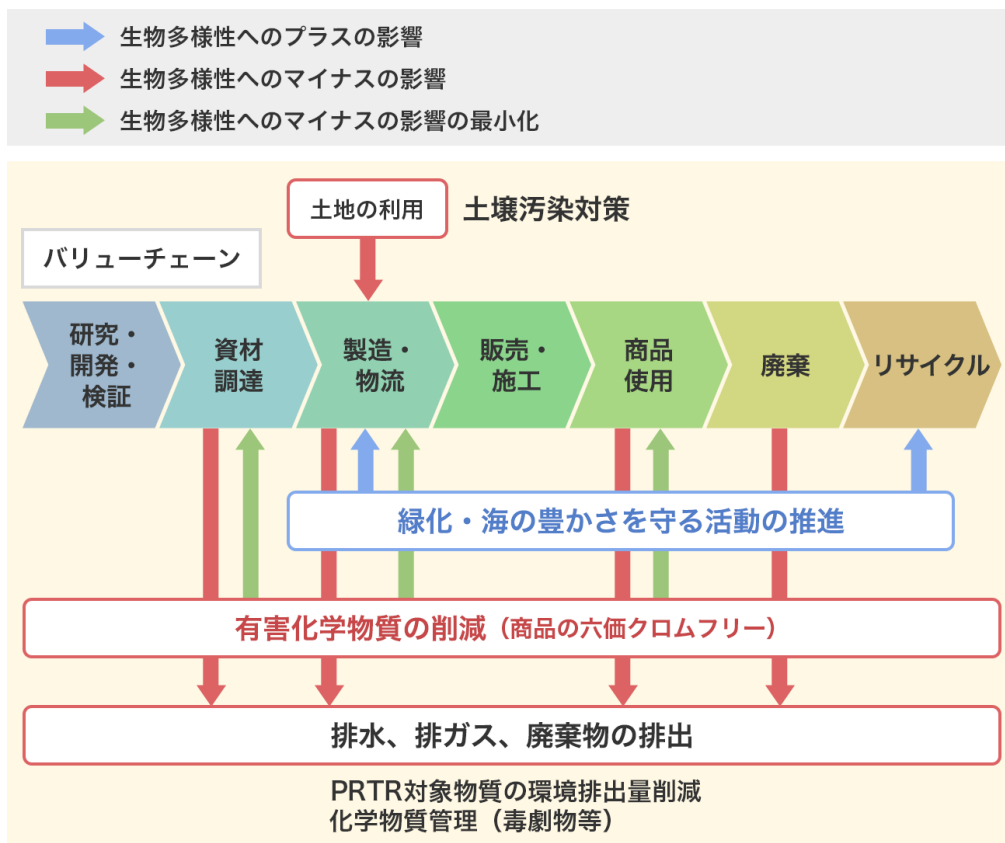 生物多様性へのプラスの影響
生物多様性へのマイナスの影響
生物多様性へのマイナスの影響の最小化
土地の利用
土壌汚染対策
バリューチェーン
研究・
開発・
検証
資材
調達
製造・
物流
販売・
施工
商品
使用
廃棄
リサイクル
緑化・海の豊かさを守る活動の推進
有害化学物質の削減（商品の六価クロムフリー）
排水、排ガス、廃棄物の排出
PRTR対象物質の環境排出量削減
化学物質管理（毒劇物等）